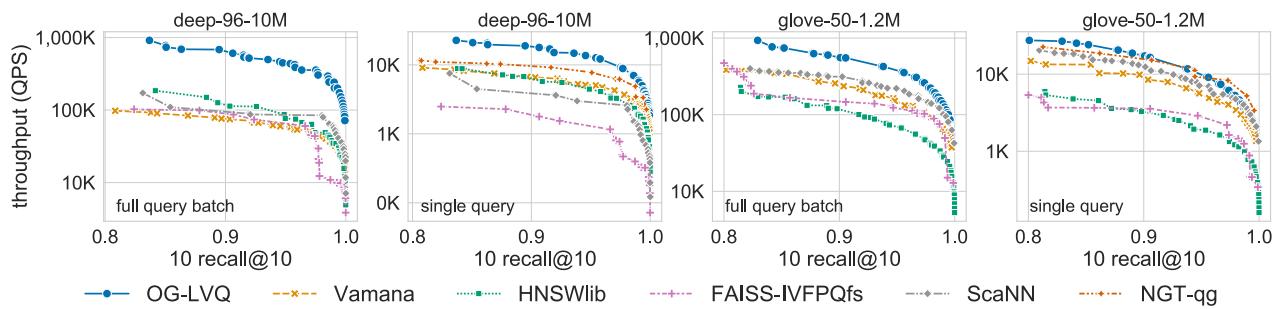 deep-96-10M
deep-96-10M
glove-50-1.2M
glove-50-1.2M
throughput (QPS)
1,000K
100K
10K
full query batch
0.8 0.9 1.0
10 recall@10
10K
1K
0K
single query
0.8 0.9 1.0
10 recall@10
1,000K
100K
10K
full query batch
0.8 0.9 1.0
10 recall@10
10K
1K
single query
0.8 0.9 1.0
10 recall@10
OG-LVQ Vamana HNSWlib FAISS-IVFPQfs ScaNN NGT-qg